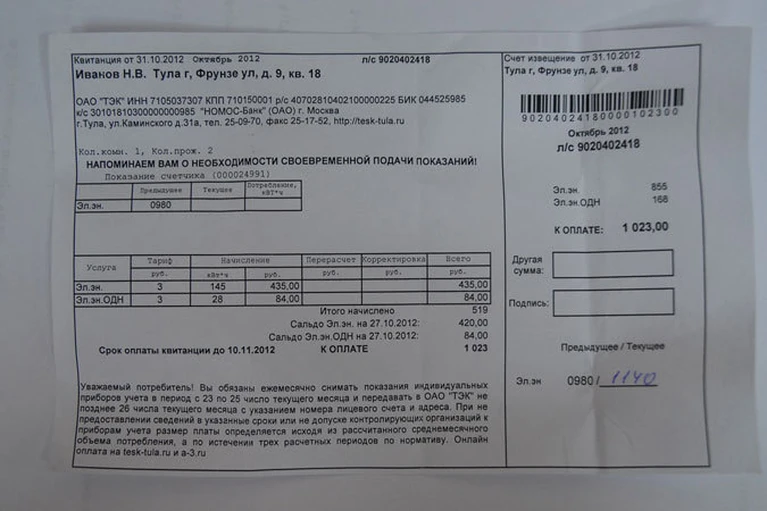 Квитанция от 31.10.2012 Октябрь 2012 л/с 9020402418
Иванов Н.В. Тула г, Фрунзе ул, д. 9, кв. 18
ОАО "ТЭК" ИНН 7105037307 КПП 710150001 р/с 40702810402100000225 БИК 044525985
к/с 30101810300000000985 "НОМОС-Банк" (ОАО) г. Москва
г.Тула, ул.Каминского д.31а, тел. 25-09-70, факс 25-17-52, http://tesk-tula.ru
Кол.комн. 1, Кол.прож. 2
НАПОМИНАЕМ ВАМ О НЕОБХОДИМОСТИ СВОЕВРЕМЕННОЙ ПОДАЧИ ПОКАЗАНИЙ!
Показание счетчика (000024991)
Предыдущее Текущее Потребление, кВТ*ч
Эл.эн. 0980
Услуга Тариф Начисление Перерасчет Корректировка Всего
руб. кВт*ч руб. руб. руб. руб.
Эл.эн. 3 145 435,00 435,00
Эл.эн.ОДН 3 28 84,00 84,00
Итого начислено 519
Сальдо Эл.эн. на 27.10.2012: 420,00
Сальдо Эл.эн.ОДН на 27.10.2012: 84,00
Срок оплаты квитанции до 10.11.2012 К ОПЛАТЕ 1 023
Уважаемый потребитель! Вы обязаны ежемесячно снимать показания индивидуальных
приборов учета в период с 23 по 25 число текущего месяца и передавать в ОАО "ТЭК" не
позднее 26 числа текущего месяца с указанием номера лицевого счета и адреса. При не
предоставлении сведений в указанные сроки или не допуске контролирующих организаций к
приборам учета размер платы определяется исходя из рассчитанного среднемесячного
объема потребления, а по истечении трех расчетных периодов по нормативу. Онлайн
оплата на tesk-tula.ru и a-3.ru
Счет извещение от 31.10.2012
Тула г, Фрунзе ул, д. 9, кв. 18
90204024180000102300
Октябрь 2012
л/с 9020402418
Эл.эн. 855
Эл.эн.ОДН 168
К ОПЛАТЕ: 1 023,00
Другая
сумма:
Подпись:
Предыдущее / Текущее
Эл.эн 0980 / 1140